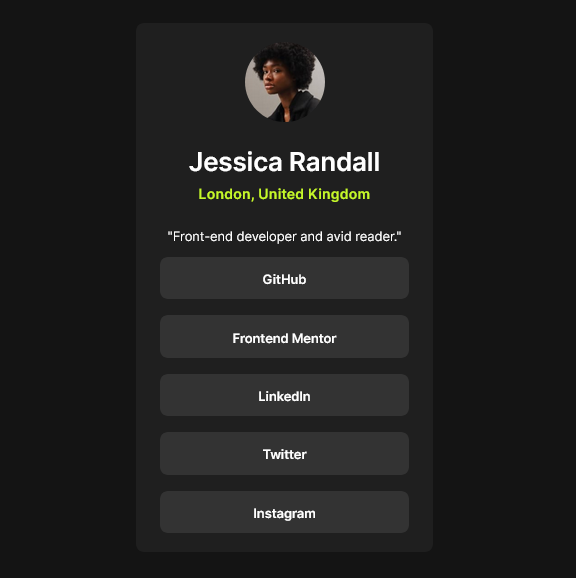 Jessica Randall
London, United Kingdom
"Front-end developer and avid reader."
GitHub
Frontend Mentor
LinkedIn
Twitter
Instagram